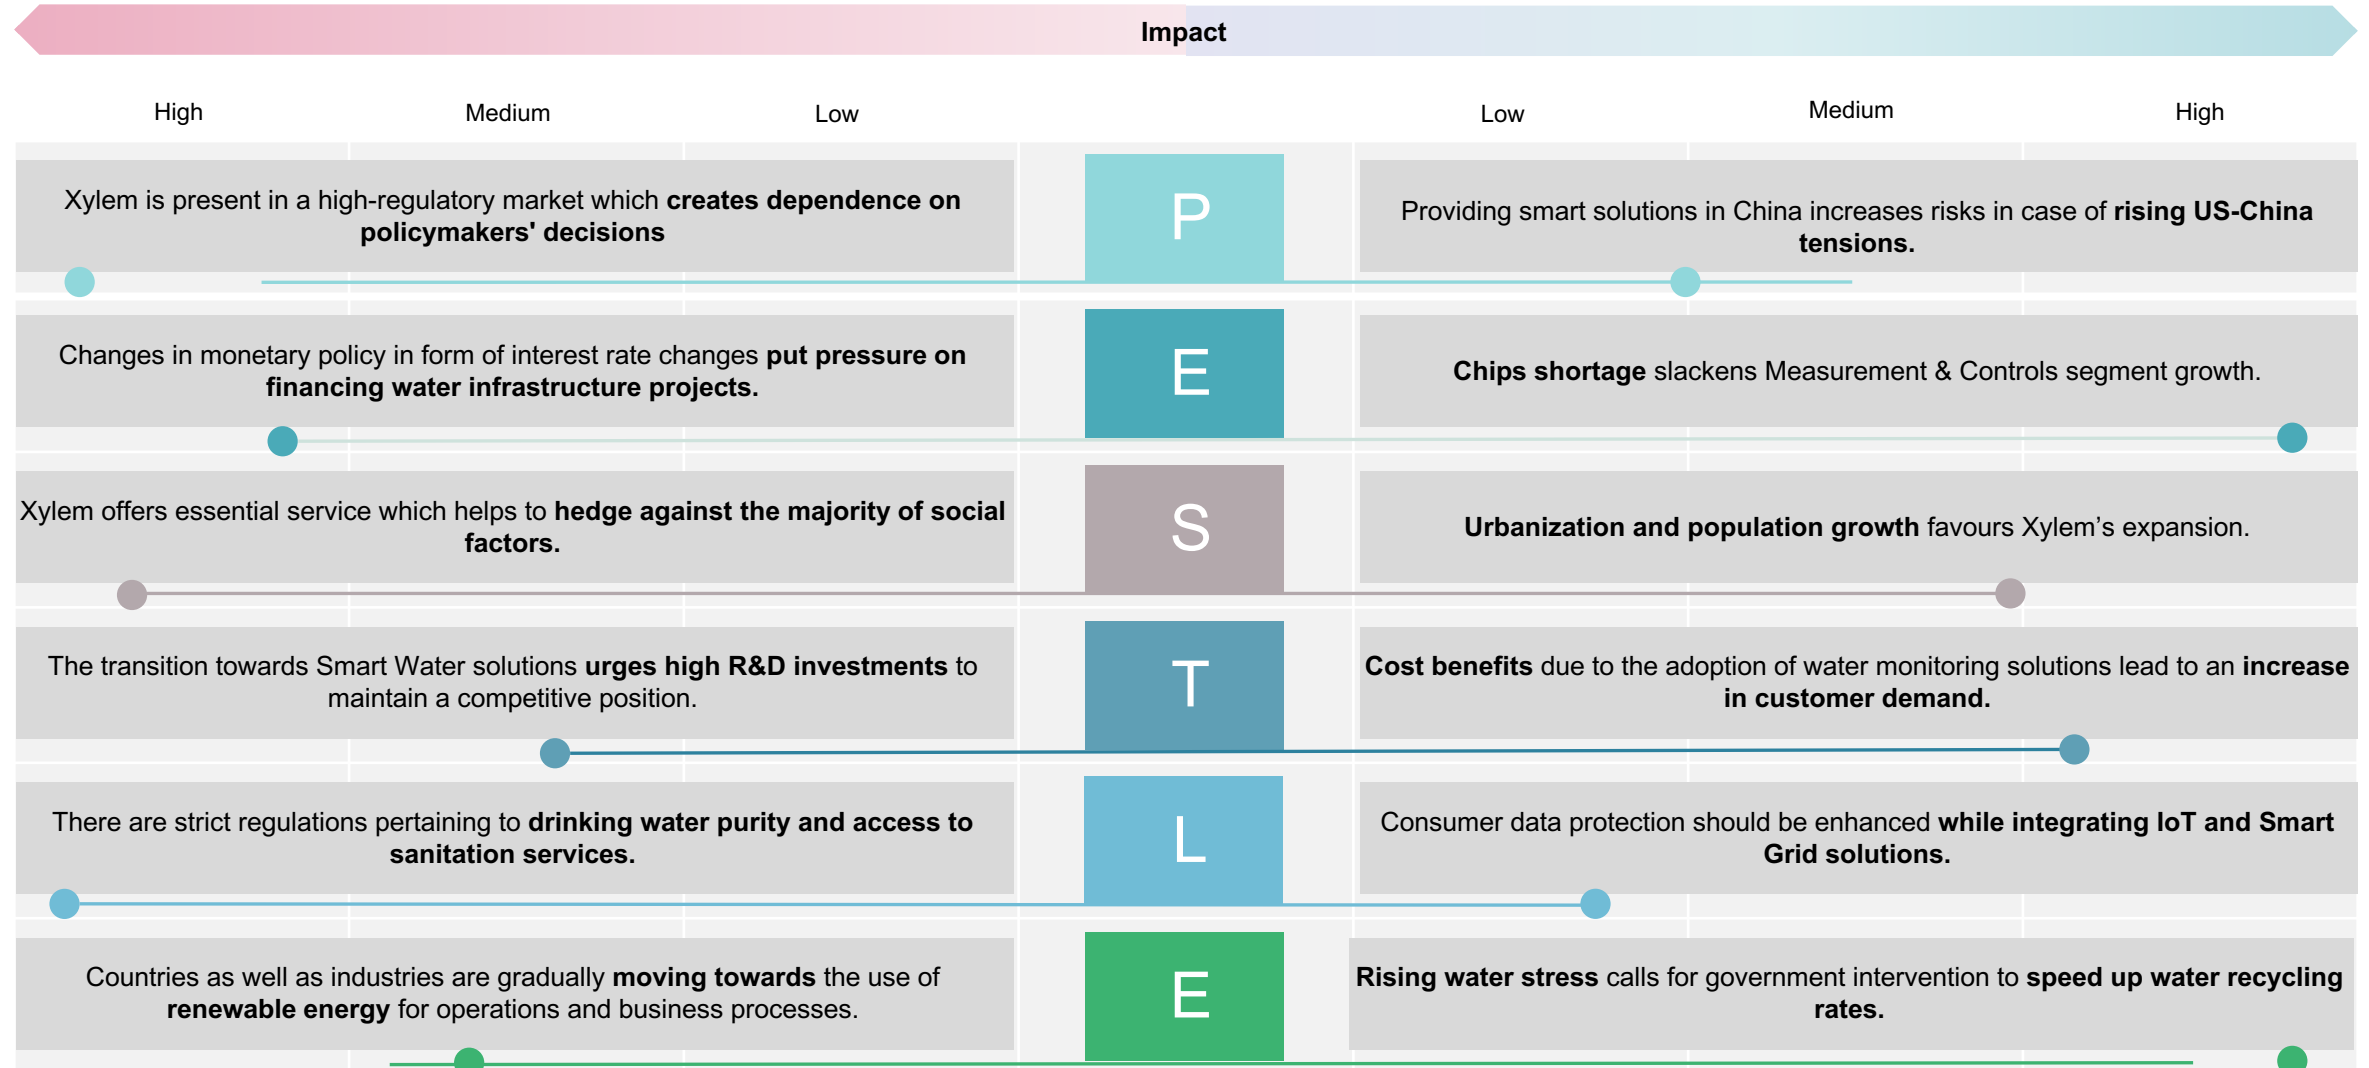 Impact
High
Medium
Low
Low
Medium
High
Xylem is present in a high-regulatory market which creates dependence on
policymakers' decisions
P
Providing smart solutions in China increases risks in case of rising US-China
tensions.
Changes in monetary policy in form of interest rate changes put pressure on
financing water infrastructure projects.
E
Chips shortage slackens Measurement & Controls segment growth.
Xylem offers essential service which helps to hedge against the majority of social
factors.
S
Urbanization and population growth favours Xylem’s expansion.
The transition towards Smart Water solutions urges high R&D investments to
maintain a competitive position.
T
Cost benefits due to the adoption of water monitoring solutions lead to an increase
in customer demand.
There are strict regulations pertaining to drinking water purity and access to
sanitation services.
L
Consumer data protection should be enhanced while integrating IoT and Smart
Grid solutions.
Countries as well as industries are gradually moving towards the use of
renewable energy for operations and business processes.
E
Rising water stress calls for government intervention to speed up water recycling
rates.